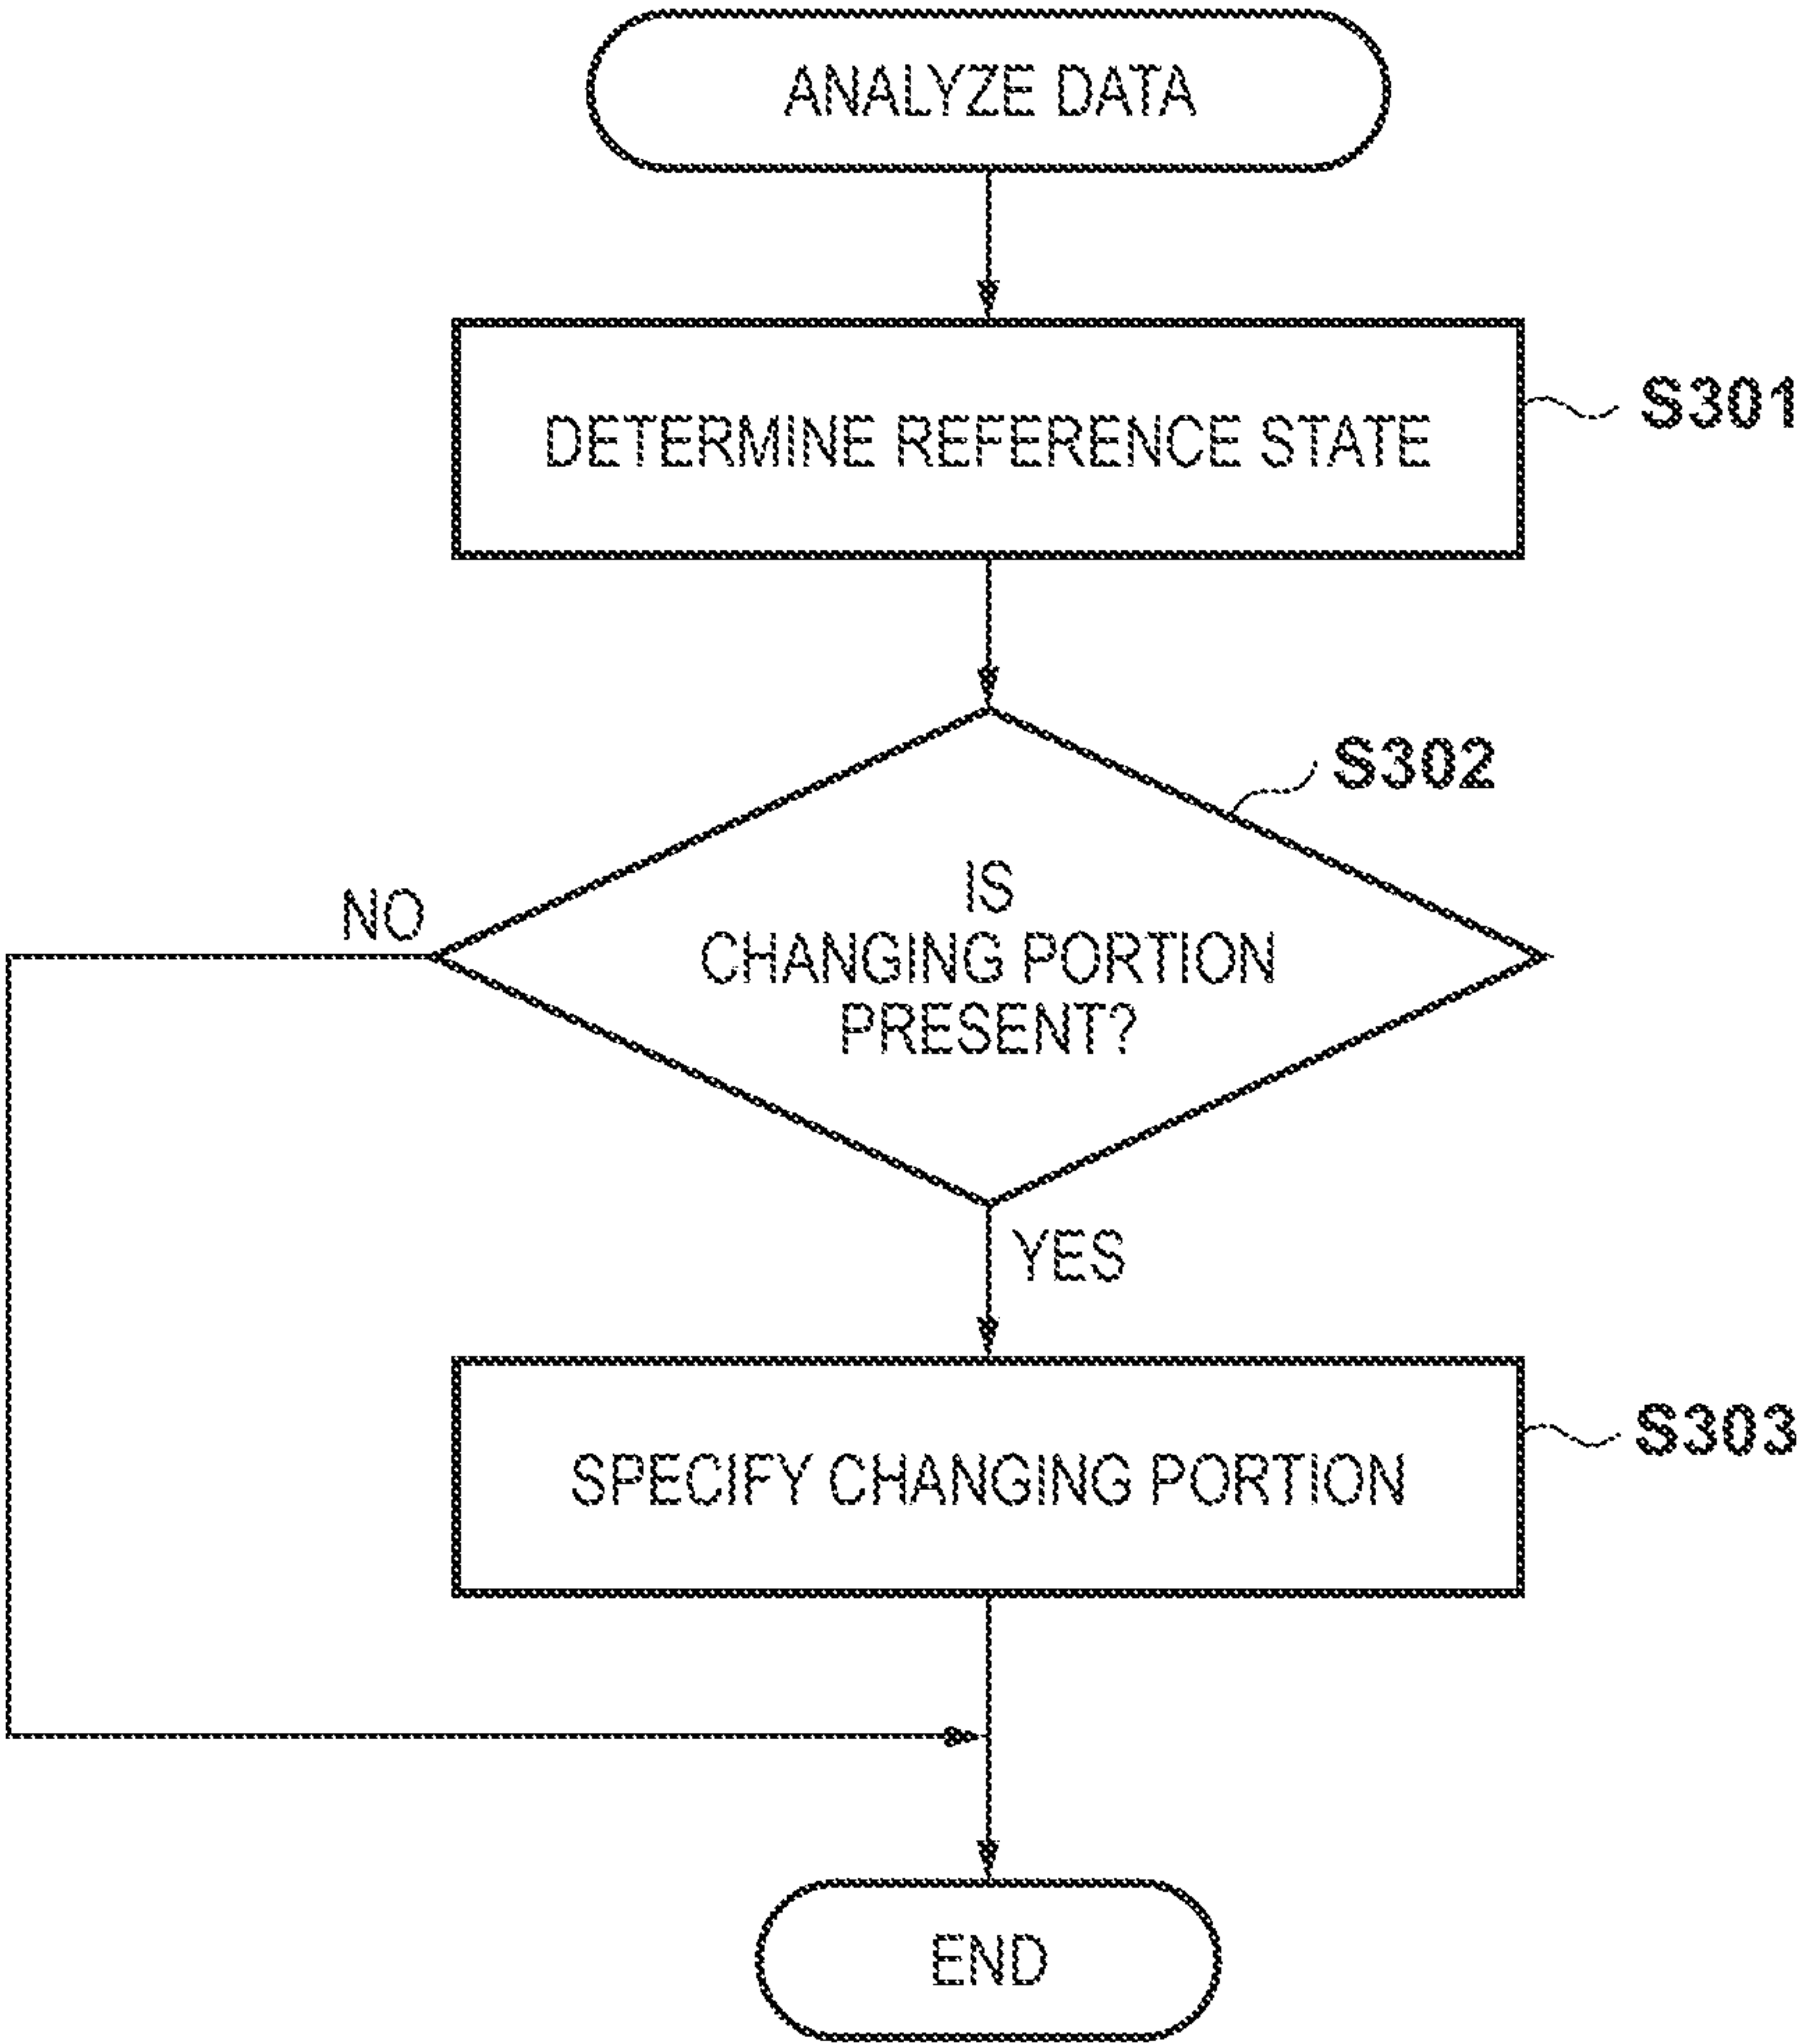 ANALYZE DATA
DETERMINE REFERENCE STATE
S301
S302
IS
CHANGING PORTION
PRESENT?
NO
YES
SPECIFY CHANGING PORTION
S303
END